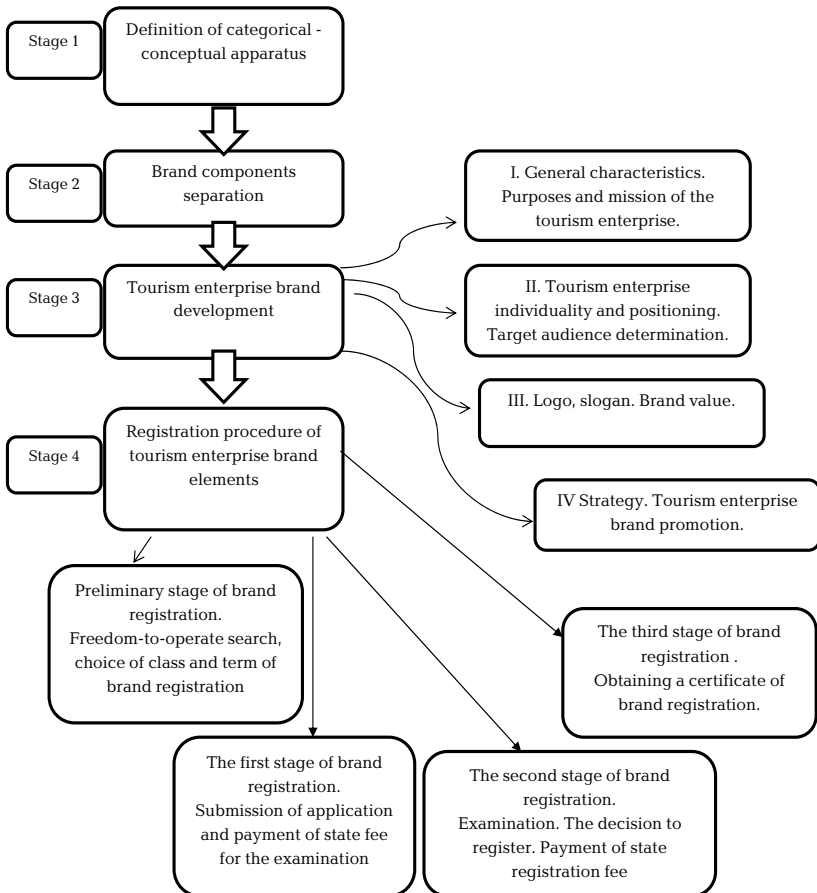 Stage 1
Definition of categorical -
conceptual apparatus
Stage 2
Brand components
separation
I. General characteristics.
Purposes and mission of the
tourism enterprise.
Stage 3
Tourism enterprise brand
development
II. Tourism enterprise
individuality and positioning.
Target audience determination.
III. Logo, slogan. Brand value.
Stage 4
Registration procedure of
tourism enterprise brand
elements
IV Strategy. Tourism enterprise
brand promotion.
Preliminary stage of brand
registration.
Freedom-to-operate search,
choice of class and term of
brand registration
The third stage of brand
registration .
Obtaining a certificate of
brand registration.
The first stage of brand
registration.
Submission of application
and payment of state fee
for the examination
The second stage of brand
registration.
Examination. The decision to
register. Payment of state
registration fee